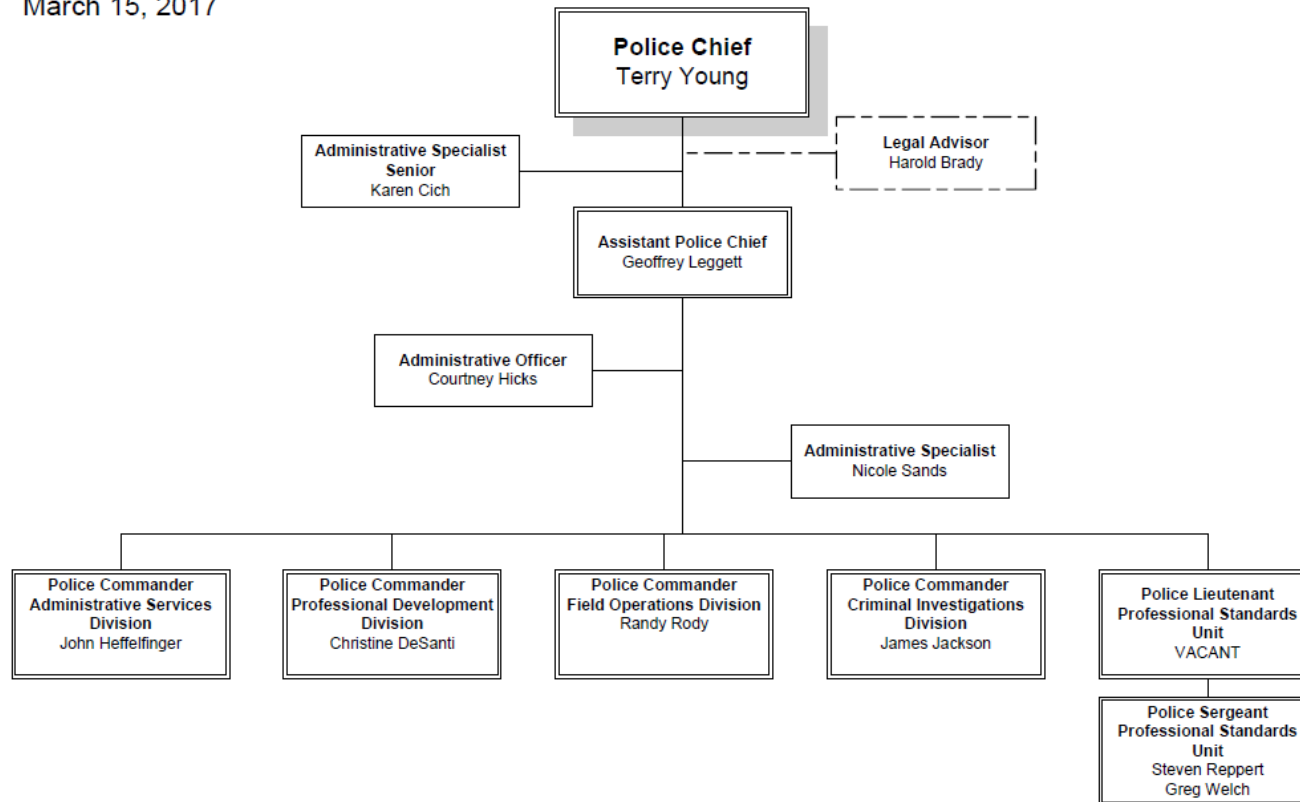 March 15, 2017
Police Chief
Terry Young
Administrative Specialist
Senior
Karen Cich
Legal Advisor
Harold Brady
Assistant Police Chief
Geoffrey Leggett
Administrative Officer
Courtney Hicks
Administrative Specialist
Nicole Sands
Police Commander
Administrative Services
Division
John Heffelfinger
Police Commander
Professional Development
Division
Christine DeSanti
Police Commander
Field Operations Division
Randy Rody
Police Commander
Criminal Investigations
Division
James Jackson
Police Lieutenant
Professional Standards
Unit
VACANT
Police Sergeant
Professional Standards
Unit
Steven Reppert
Greg Welch